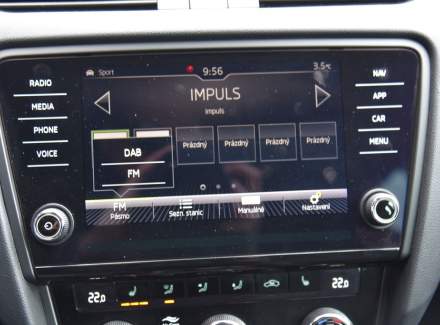 Sport 9:56 3.5°C
RADIO
MEDIA
PHONE
VOICE
IMPULS
Impuls
DAB
FM
Prázdný Prázdný Prázdný Prázdný
FM
Pásmo
Sezn. stanic
Manuálně
Nastavení
NAV
APP
CAR
MENU
22.0 22.0